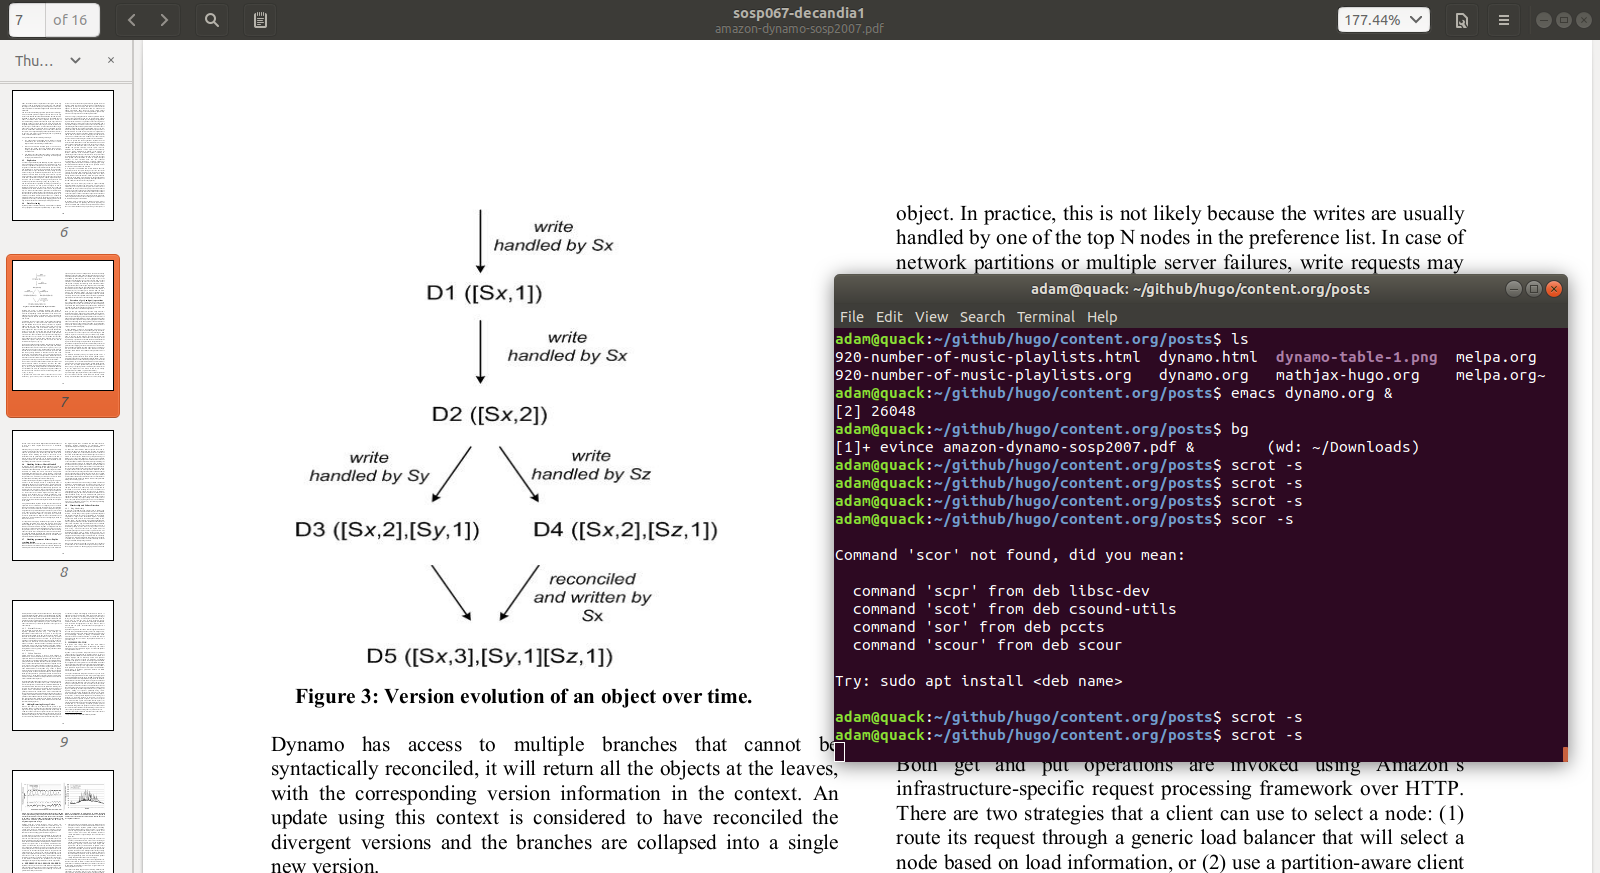 7 of 16
sosp067-decandia1
amazon-dynamo-sosp2007.pdf
177.44%
Thu...
6
7
8
9
write
handled by Sx
D1 ([Sx,1])
write
handled by Sx
D2 ([Sx,2])
write
handled by Sy
write
handled by Sz
D3 ([Sx,2],[Sy,1])
D4 ([Sx,2],[Sz,1])
reconciled
and written by
Sx
D5 ([Sx,3],[Sy,1][Sz,1])
Figure 3: Version evolution of an object over time.
Dynamo has access to multiple branches that cannot be
syntactically reconciled, it will return all the objects at the leaves,
with the corresponding version information in the context. An
update using this context is considered to have reconciled the
divergent versions and the branches are collapsed into a single
new version.
object. In practice, this is not likely because the writes are usually
handled by one of the top N nodes in the preference list. In case of
network partitions or multiple server failures, write requests may
adam@quack: ~/github/hugo/content.org/posts
File Edit View Search Terminal Help
adam@quack:~/github/hugo/content.org/posts$ ls
920-number-of-music-playlists.html dynamo.html dynamo-table-1.png melpa.org
920-number-of-music-playlists.org dynamo.org mathjax-hugo.org melpa.org~
adam@quack:~/github/hugo/content.org/posts$ emacs dynamo.org &
[2] 26048
adam@quack:~/github/hugo/content.org/posts$ bg
[1]+ evince amazon-dynamo-sosp2007.pdf & (wd: ~/Downloads)
adam@quack:~/github/hugo/content.org/posts$ scrot -s
adam@quack:~/github/hugo/content.org/posts$ scrot -s
adam@quack:~/github/hugo/content.org/posts$ scrot -s
adam@quack:~/github/hugo/content.org/posts$ scor -s
Command 'scor' not found, did you mean:
command 'scpr' from deb libsc-dev
command 'scot' from deb csound-utils
command 'sor' from deb pccts
command 'scour' from deb scour
Try: sudo apt install <deb name>
adam@quack:~/github/hugo/content.org/posts$ scrot -s
adam@quack:~/github/hugo/content.org/posts$ scrot -s
Both get and put operations are invoked using Amazon's
infrastructure-specific request processing framework over HTTP.
There are two strategies that a client can use to select a node: (1)
route its request through a generic load balancer that will select a
node based on load information, or (2) use a partition-aware client